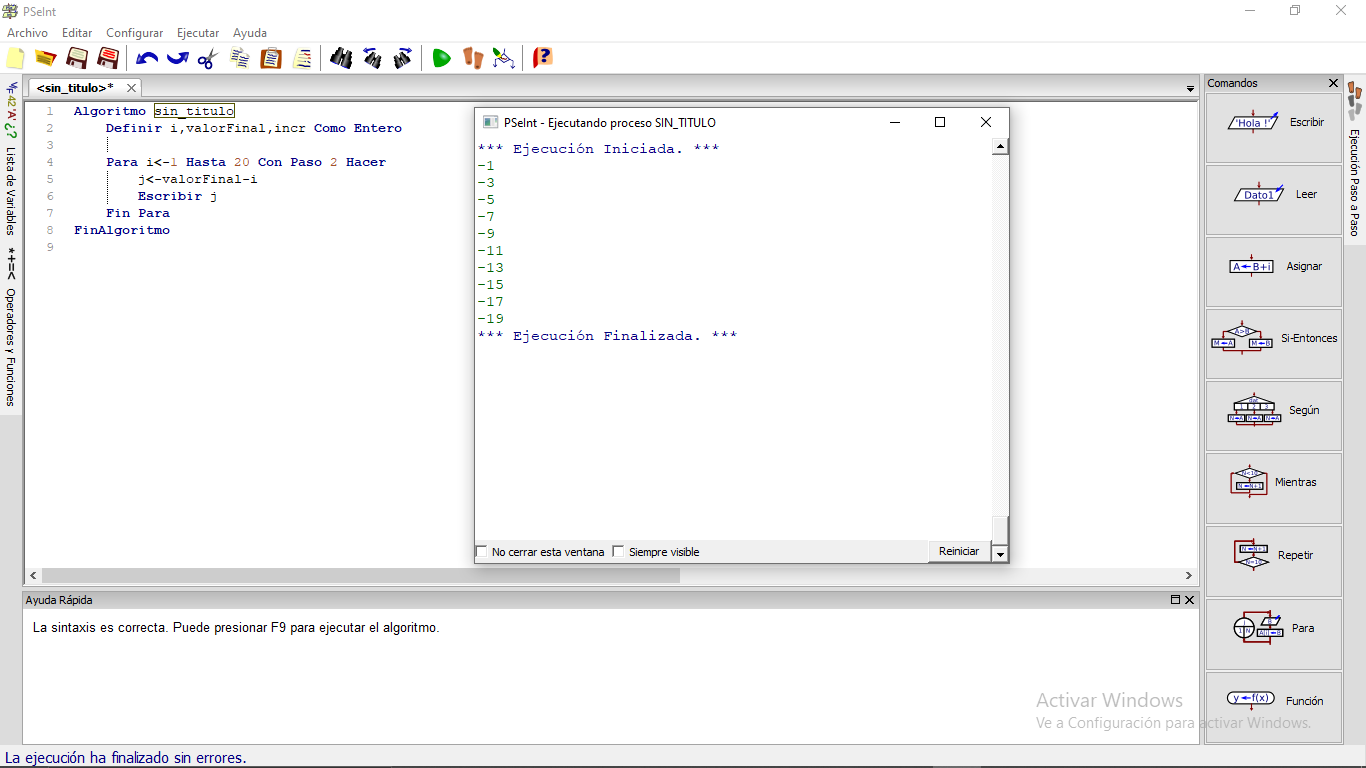 PSeInt
Archivo Editar Configurar Ejecutar Ayuda
<sin_titulo>*
1 Algoritmo sin_titulo
2 Definir i,valorFinal,incr Como Entero
3
4 Para i<-1 Hasta 20 Con Paso 2 Hacer
5 j<-valorFinal-i
6 Escribir j
7 Fin Para
8 FinAlgoritmo
9
Lista de Variables
Operadores y Funciones
PSeInt - Ejecutando proceso SIN_TITULO
*** Ejecución Iniciada. ***
-1
-3
-5
-7
-9
-11
-13
-15
-17
-19
*** Ejecución Finalizada. ***
No cerrar esta ventana Siempre visible Reiniciar
Comandos
'Hola !' Escribir
Dato1 Leer
A←B+i Asignar
A>B M←A M←B Si-Entonces
Según
Mientras
Repetir
Para
y←f(x) Función
Ejecución Paso a Paso
Ayuda Rápida
La sintaxis es correcta. Puede presionar F9 para ejecutar el algoritmo.
Activar Windows
Ve a Configuración para activar Windows.
La ejecución ha finalizado sin errores.